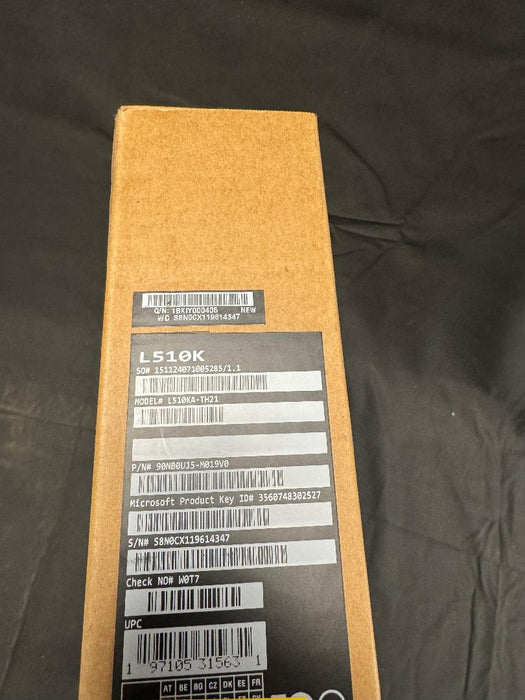 Q/N: 1BKIY000405 NEW
W/O S8N0CX119614347
L510K
SO# 151124071005285/1.1
MODEL# L510KA-TH21
P/N# 90NB0UJ5-M019V0
Microsoft Product Key ID# 3560748302527
S/N# S8N0CX119614347
Check NO# W0T7
UPC
1 97105 31563 1
AT BE BG CZ DK EE FR